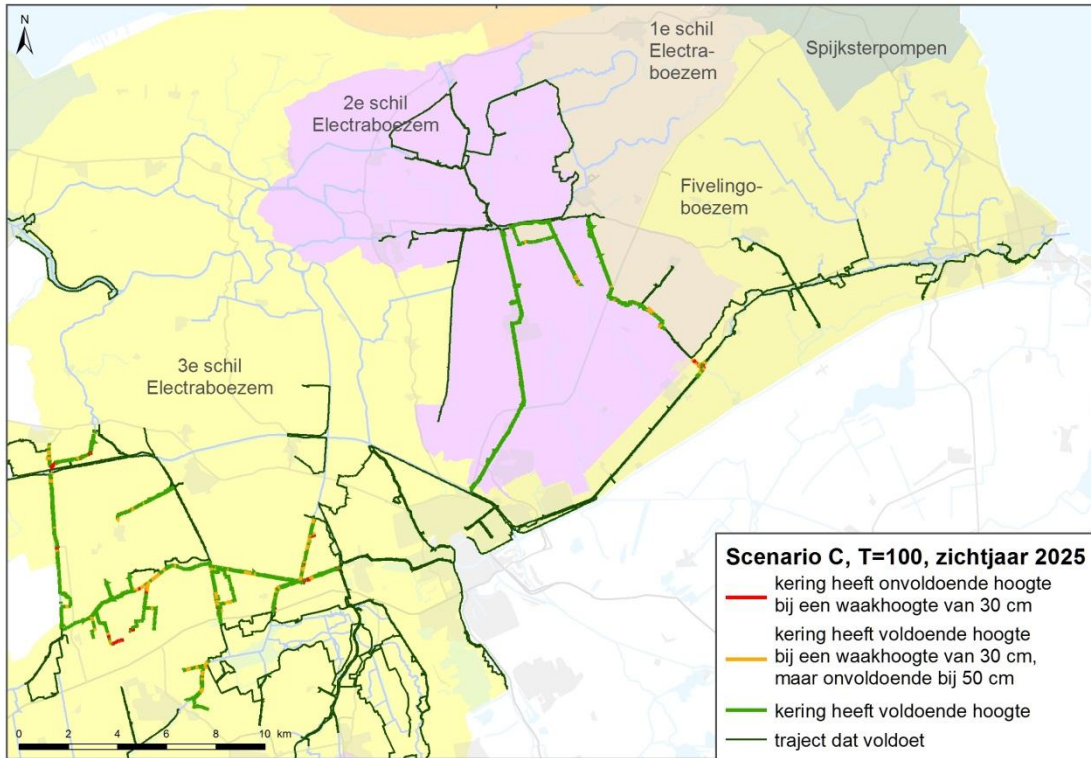 N
1e schil
Electra-
boezem
Spijksterpompen
2e schil
Electraboezem
Fivelingo-
boezem
3e schil
Electraboezem
Scenario C, T=100, zichtjaar 2025
kering heeft onvoldoende hoogte
bij een waakhoogte van 30 cm
kering heeft voldoende hoogte
bij een waakhoogte van 30 cm,
maar onvoldoende bij 50 cm
kering heeft voldoende hoogte
traject dat voldoet
0 2 4 6 8 10 km